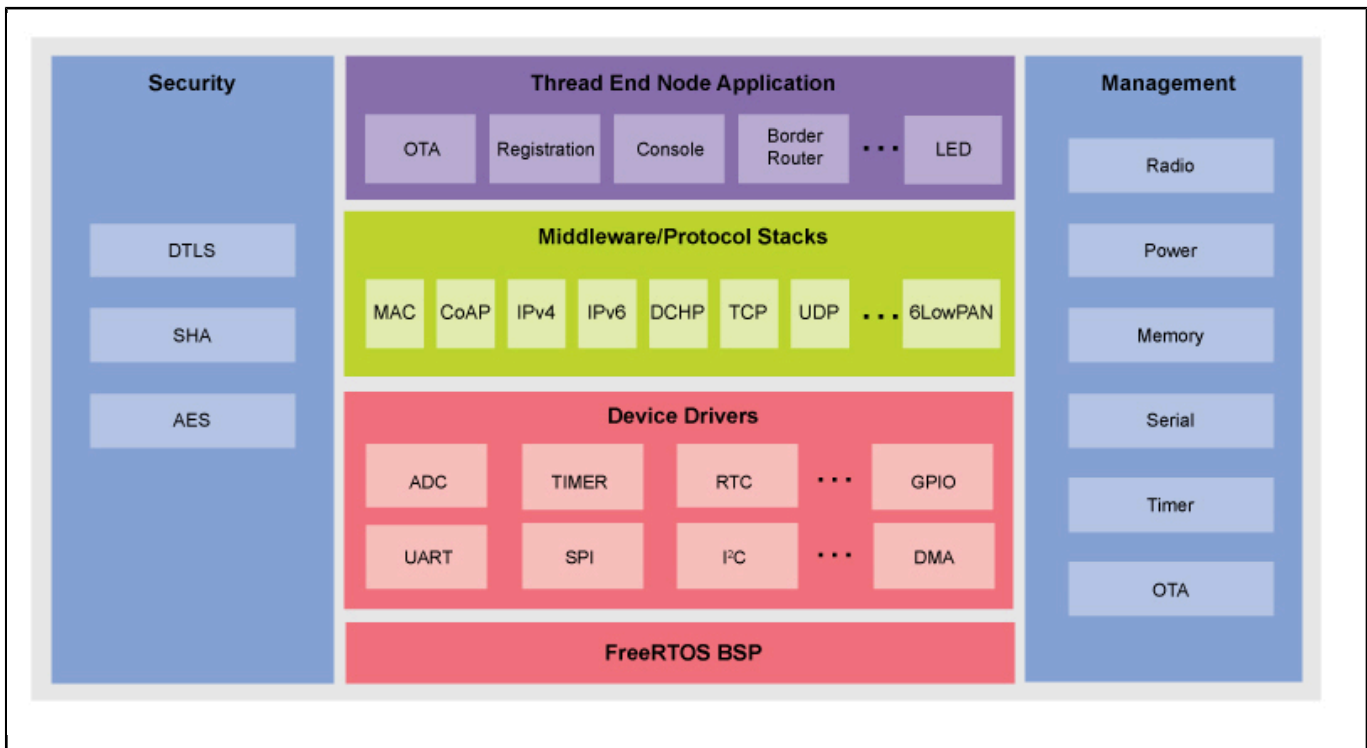 Security
DTLS
SHA
AES
Thread End Node Application
OTA
Registration
Console
Border
Router
...
LED
Middleware/Protocol Stacks
MAC
CoAP
IPv4
IPv6
DCHP
TCP
UDP
...
6LowPAN
Device Drivers
ADC
TIMER
RTC
...
GPIO
UART
SPI
I²C
...
DMA
FreeRTOS BSP
Management
Radio
Power
Memory
Serial
Timer
OTA